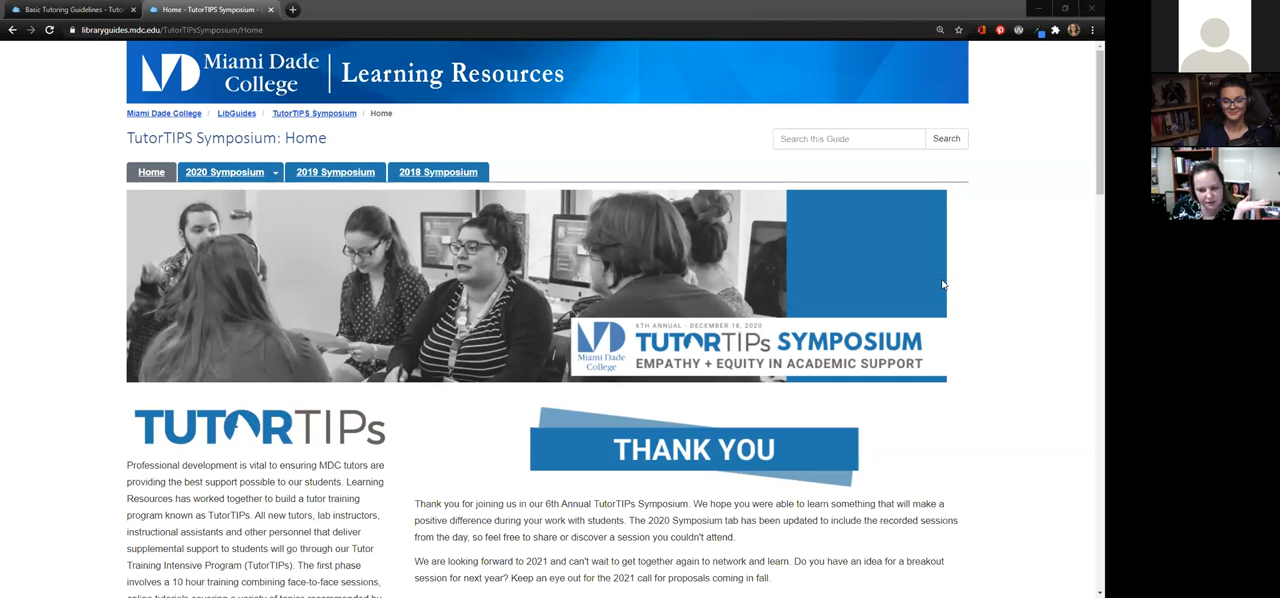 Basic Tutoring Guidelines - Tuto
Home - TutorTIPS Symposium -
libraryguides.mdc.edu/TutorTIPsSymposium/Home
Miami Dade
College
Learning Resources
Miami Dade College / LibGuides / TutorTIPS Symposium / Home
TutorTIPS Symposium: Home
Search this Guide
Search
Home
2020 Symposium
2019 Symposium
2018 Symposium
6TH ANNUAL - DECEMBER 18, 2020
Miami Dade
College
TUTORTIPs SYMPOSIUM
EMPATHY + EQUITY IN ACADEMIC SUPPORT
TUTORTIPs
Professional development is vital to ensuring MDC tutors are
providing the best support possible to our students. Learning
Resources has worked together to build a tutor training
program known as TutorTIPs. All new tutors, lab instructors,
instructional assistants and other personnel that deliver
supplemental support to students will go through our Tutor
Training Intensive Program (TutorTIPs). The first phase
involves a 10 hour training combining face-to-face sessions,
online tutorials covering a variety of topics recommended by
THANK YOU
Thank you for joining us in our 6th Annual TutorTIPs Symposium. We hope you were able to learn something that will make a
positive difference during your work with students. The 2020 Symposium tab has been updated to include the recorded sessions
from the day, so feel free to share or discover a session you couldn't attend.
We are looking forward to 2021 and can't wait to get together again to network and learn. Do you have an idea for a breakout
session for next year? Keep an eye out for the 2021 call for proposals coming in fall.